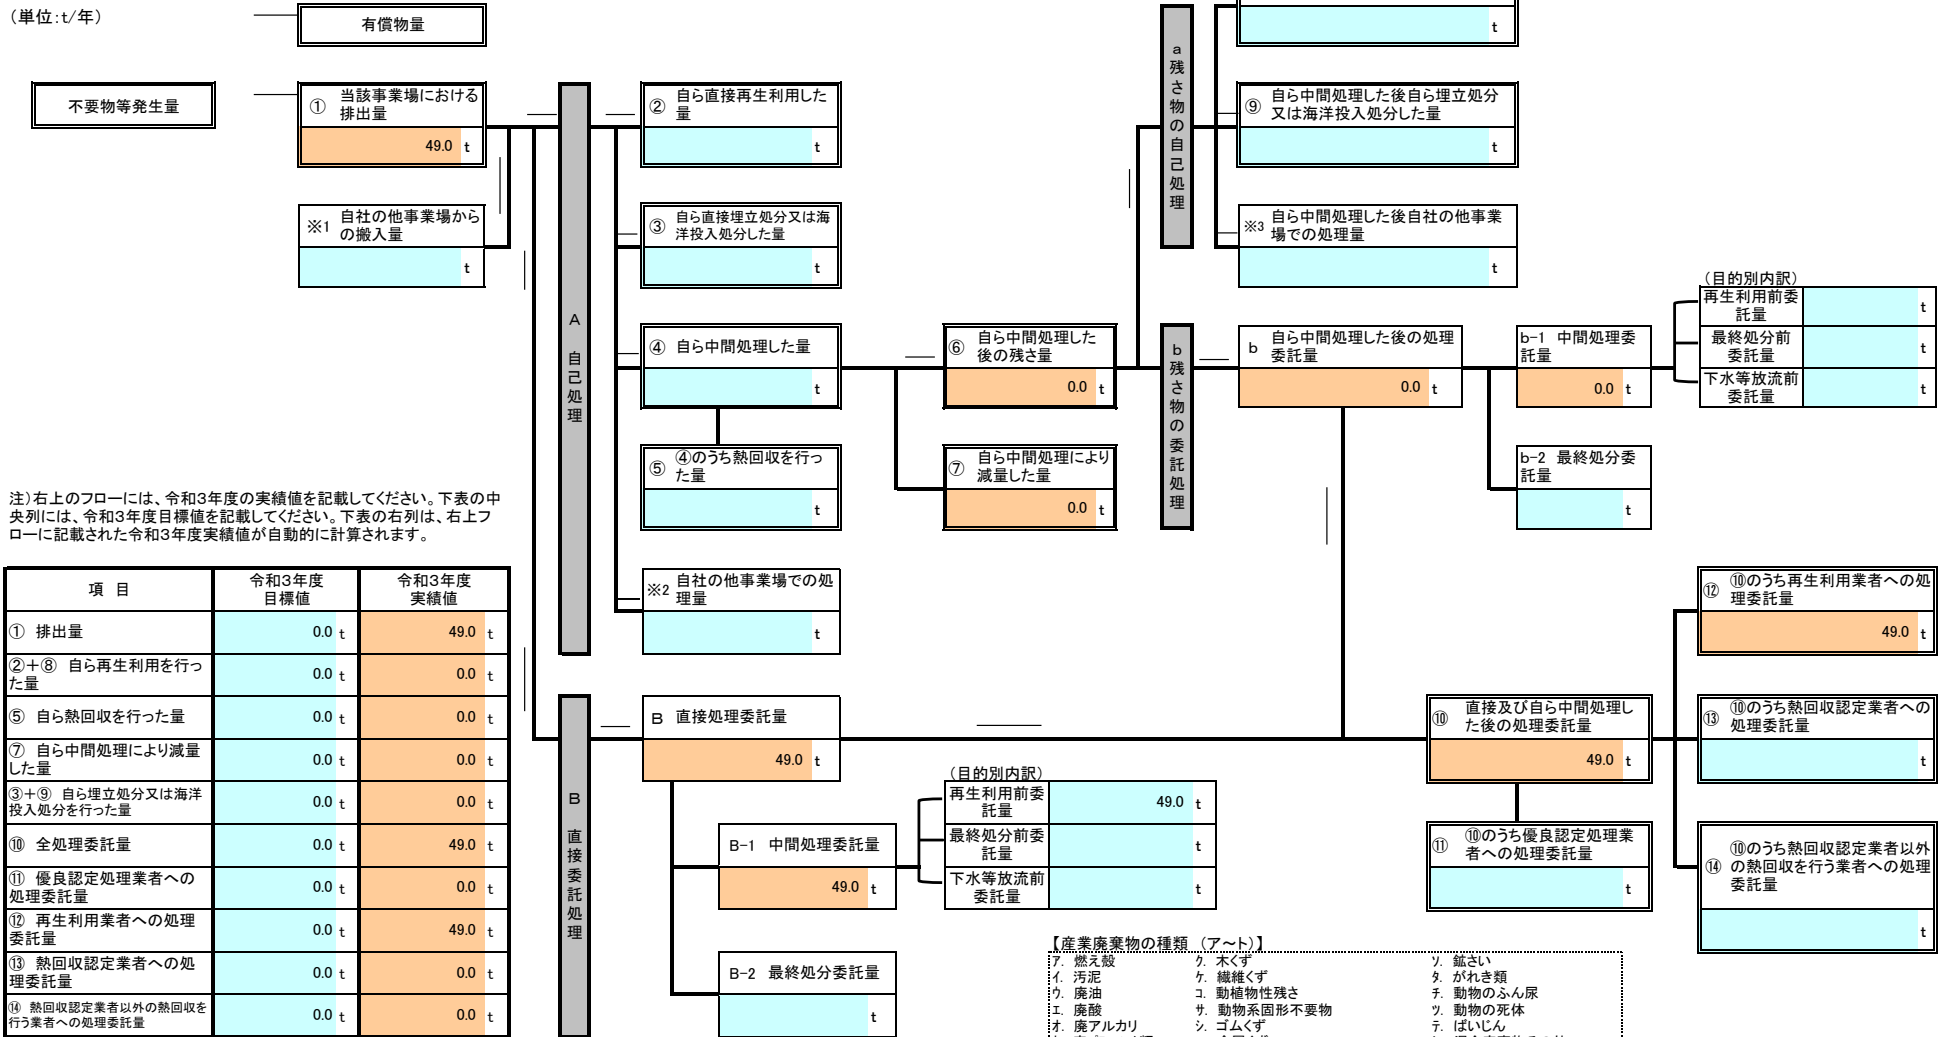 （単位：t/年）
有償物量
t
不要物等発生量
① 当該事業場における
排出量
49.0 t
※1 自社の他事業場から
の搬入量
t
A 自己処理
② 自ら直接再生利用した
量
t
③ 自ら直接埋立処分又は海
洋投入処分した量
t
④ 自ら中間処理した量
t
⑤ ④のうち熱回収を行っ
た量
t
※2 自社の他事業場での処
理量
t
⑥ 自ら中間処理した
後の残さ量
0.0 t
⑦ 自ら中間処理により
減量した量
0.0 t
a 残さ物の自己処理
⑨ 自ら中間処理した後自ら埋立処分
又は海洋投入処分した量
t
※3 自ら中間処理した後自社の他事業
場での処理量
t
b 残さ物の委託処理
b 自ら中間処理した後の処理
委託量
0.0 t
b-1 中間処理委
託量
0.0 t
b-2 最終処分委
託量
t
（目的別内訳）
再生利用前委
託量
t
最終処分前
委託量
t
下水等放流前
委託量
t
注）右上のフローには、令和3年度の実績値を記載してください。下表の中
央列には、令和3年度目標値を記載してください。下表の右列は、右上フ
ローに記載された令和3年度実績値が自動的に計算されます。
項 目 令和3年度
目標値 令和3年度
実績値
① 排出量 0.0 t 49.0 t
②＋⑧ 自ら再生利用を行っ
た量 0.0 t 0.0 t
⑤ 自ら熱回収を行った量 0.0 t 0.0 t
⑦ 自ら中間処理により減量
した量 0.0 t 0.0 t
③＋⑨ 自ら埋立処分又は海洋
投入処分を行った量 0.0 t 0.0 t
⑩ 全処理委託量 0.0 t 49.0 t
⑪ 優良認定処理業者への
処理委託量 0.0 t 0.0 t
⑫ 再生利用業者への処理
委託量 0.0 t 49.0 t
⑬ 熱回収認定業者への処
理委託量 0.0 t 0.0 t
⑭ 熱回収認定業者以外の熱回収を
行う業者への処理委託量 0.0 t 0.0 t
B 直接委託処理
B 直接処理委託量
49.0 t
B-1 中間処理委託量
49.0 t
B-2 最終処分委託量
t
（目的別内訳）
再生利用前委
託量
49.0 t
最終処分前委
託量
t
下水等放流前
委託量
t
⑩ 直接及び自ら中間処理し
た後の処理委託量
49.0 t
⑪ ⑩のうち優良認定処理業
者への処理委託量
t
⑫ ⑩のうち再生利用業者への処
理委託量
49.0 t
⑬ ⑩のうち熱回収認定業者への
処理委託量
t
⑭ ⑩のうち熱回収認定業者以外
の熱回収を行う業者への処理
委託量
t
【産業廃棄物の種類 （ア～ト）】
ア. 燃え殻 ク. 木くず ソ. 鉱さい
イ. 汚泥 ケ. 繊維くず タ. がれき類
ウ. 廃油 コ. 動植物性残さ チ. 動物のふん尿
エ. 廃酸 サ. 動物系固形不要物 ツ. 動物の死体
オ. 廃アルカリ シ. ゴムくず テ. ばいじん